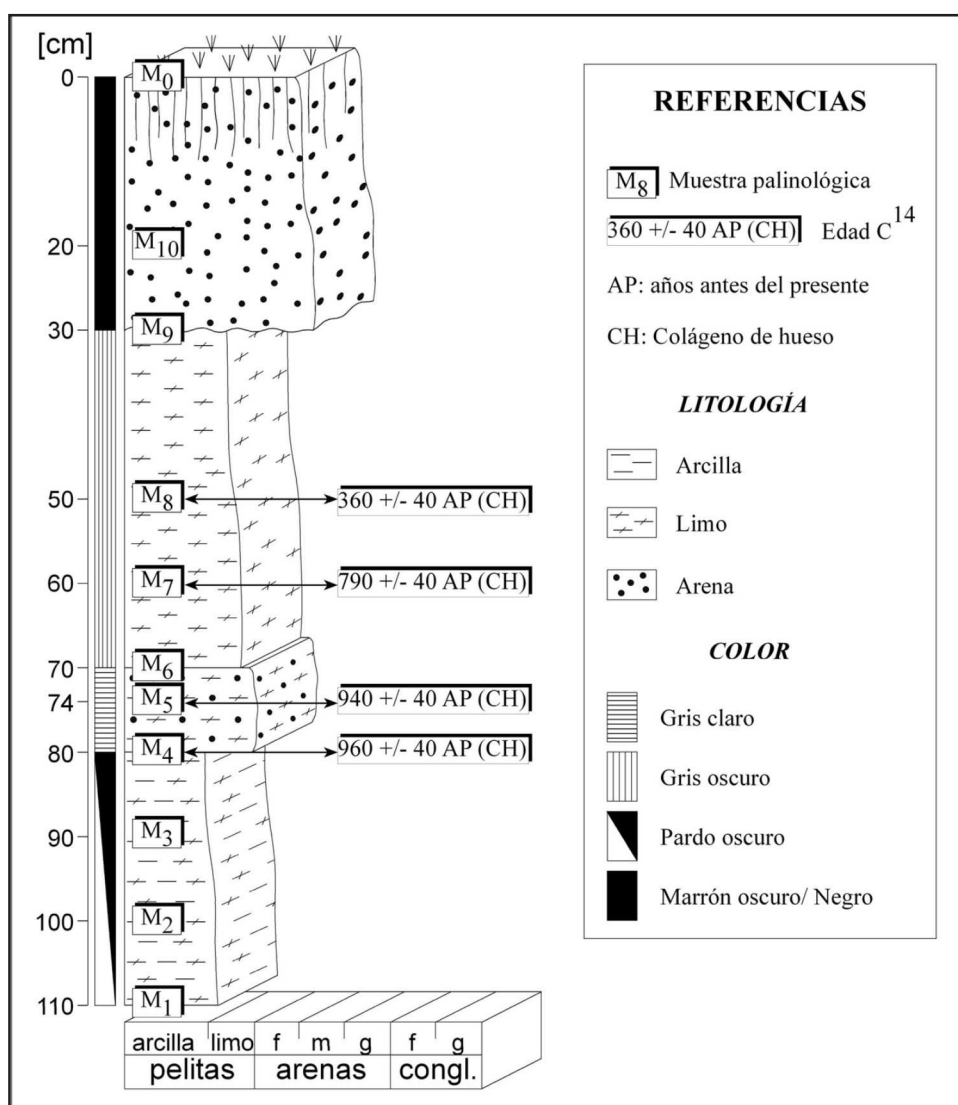 [cm]
0
20
30
50
60
70
74
80
90
100
110
M0
M10
M9
M8
M7
M6
M5
M4
M3
M2
M1
360 +/- 40 AP (CH)
790 +/- 40 AP (CH)
940 +/- 40 AP (CH)
960 +/- 40 AP (CH)
arcilla limo f m g f g
pelitas arenas congl.
REFERENCIAS
M8 Muestra palinológica
360 +/- 40 AP (CH) Edad C14
AP: años antes del presente
CH: Colágeno de hueso
LITOLOGÍA
Arcilla
Limo
Arena
COLOR
Gris claro
Gris oscuro
Pardo oscuro
Marrón oscuro/ Negro